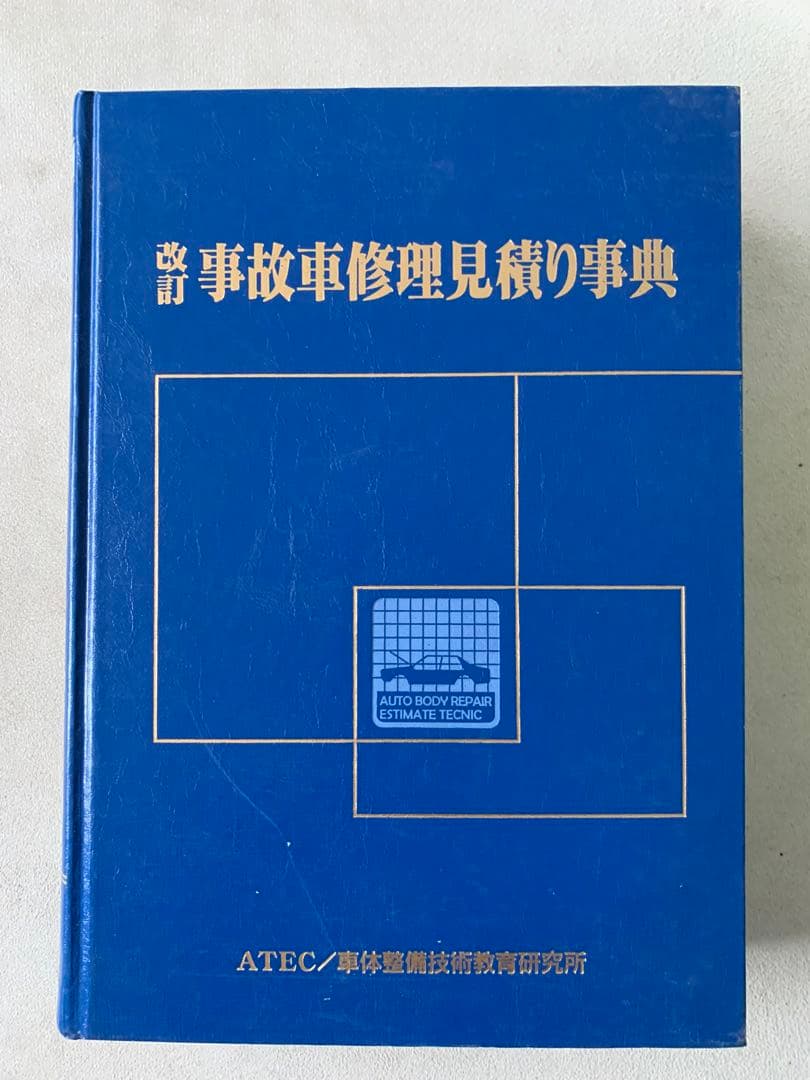 改訂 事故車修理見積り事典
AUTO BODY REPAIR
ESTIMATE TECNIC
ATEC/車体整備技術教育研究所